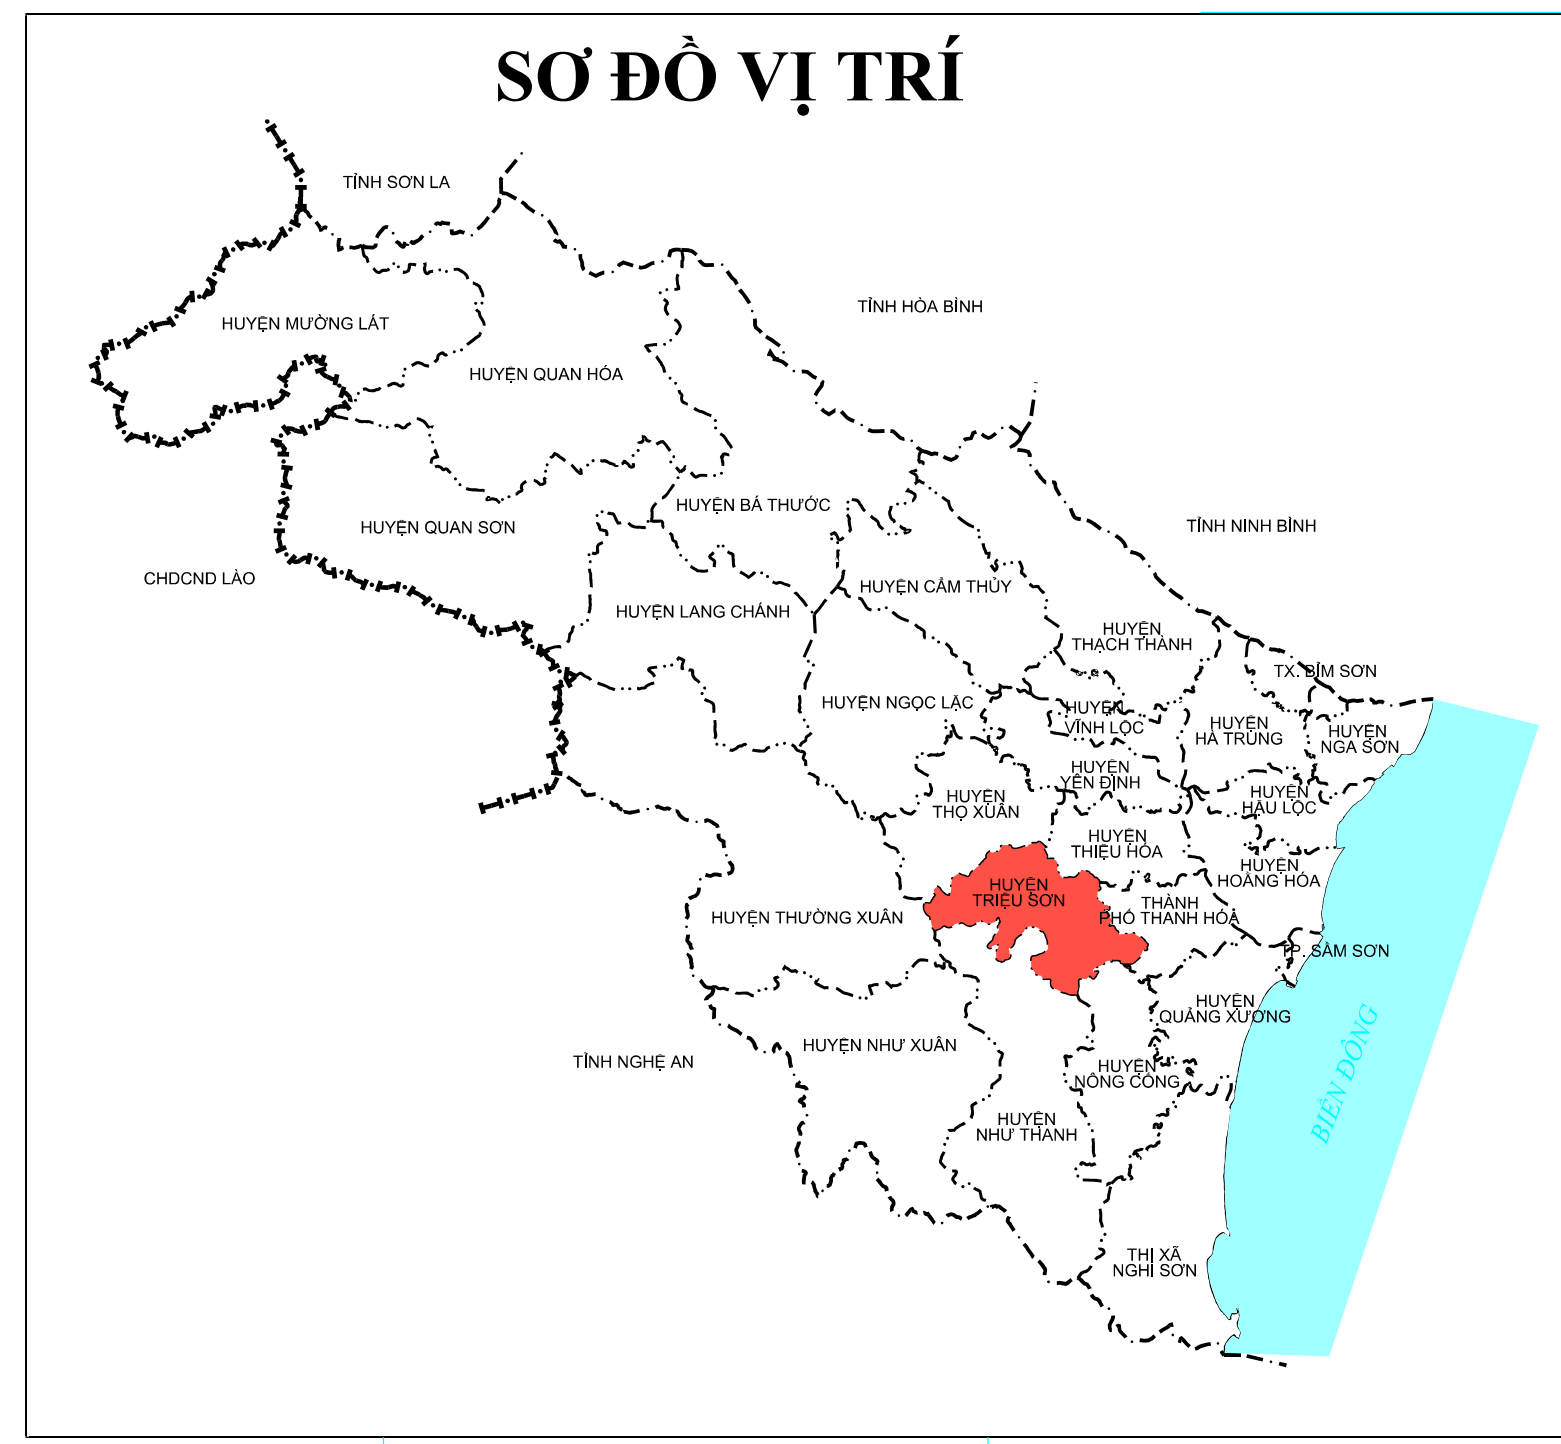 SƠ ĐỒ VỊ TRÍ
TỈNH SƠN LA
TỈNH HÒA BÌNH
HUYỆN MƯỜNG LÁT
HUYỆN QUAN HÓA
HUYỆN BÁ THƯỚC
HUYỆN QUAN SƠN
TỈNH NINH BÌNH
CHDCND LÀO
HUYỆN CẨM THỦY
HUYỆN LANG CHÁNH
HUYỆN
THẠCH THÀNH
TX. BỈM SƠN
HUYỆN NGỌC LẶC
HUYỆN
VĨNH LỘC
HUYỆN
HÀ TRUNG
HUYỆN
NGA SƠN
HUYỆN
YÊN ĐỊNH
HUYỆN
THỌ XUÂN
HUYỆN
HẬU LỘC
HUYỆN
THIỆU HÓA
HUYỆN
HOẰNG HÓA
HUYỆN
TRIỆU SƠN
THÀNH
PHỐ THANH HÓA
HUYỆN THƯỜNG XUÂN
TP. SẦM SƠN
HUYỆN
QUẢNG XƯƠNG
HUYỆN NHƯ XUÂN
TỈNH NGHỆ AN
HUYỆN
NÔNG CỐNG
BIỂN ĐÔNG
HUYỆN
NHƯ THANH
THỊ XÃ
NGHI SƠN